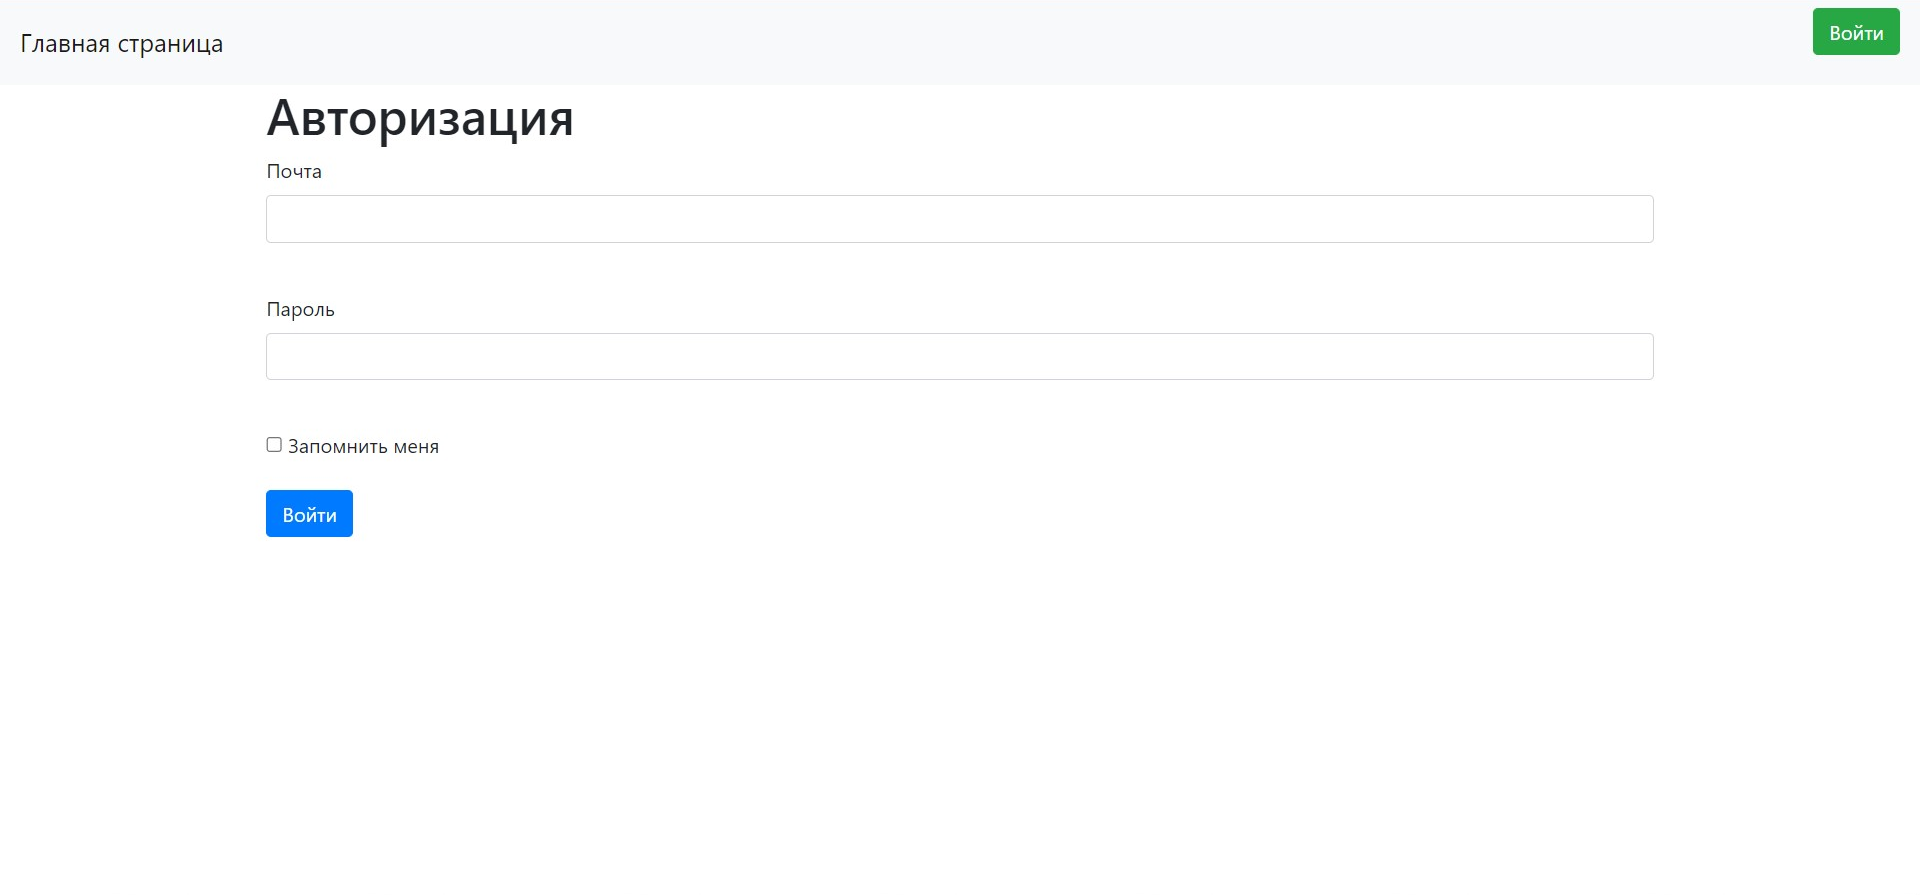 Главная страница
Войти
Авторизация
Почта
Пароль
Запомнить меня
Войти